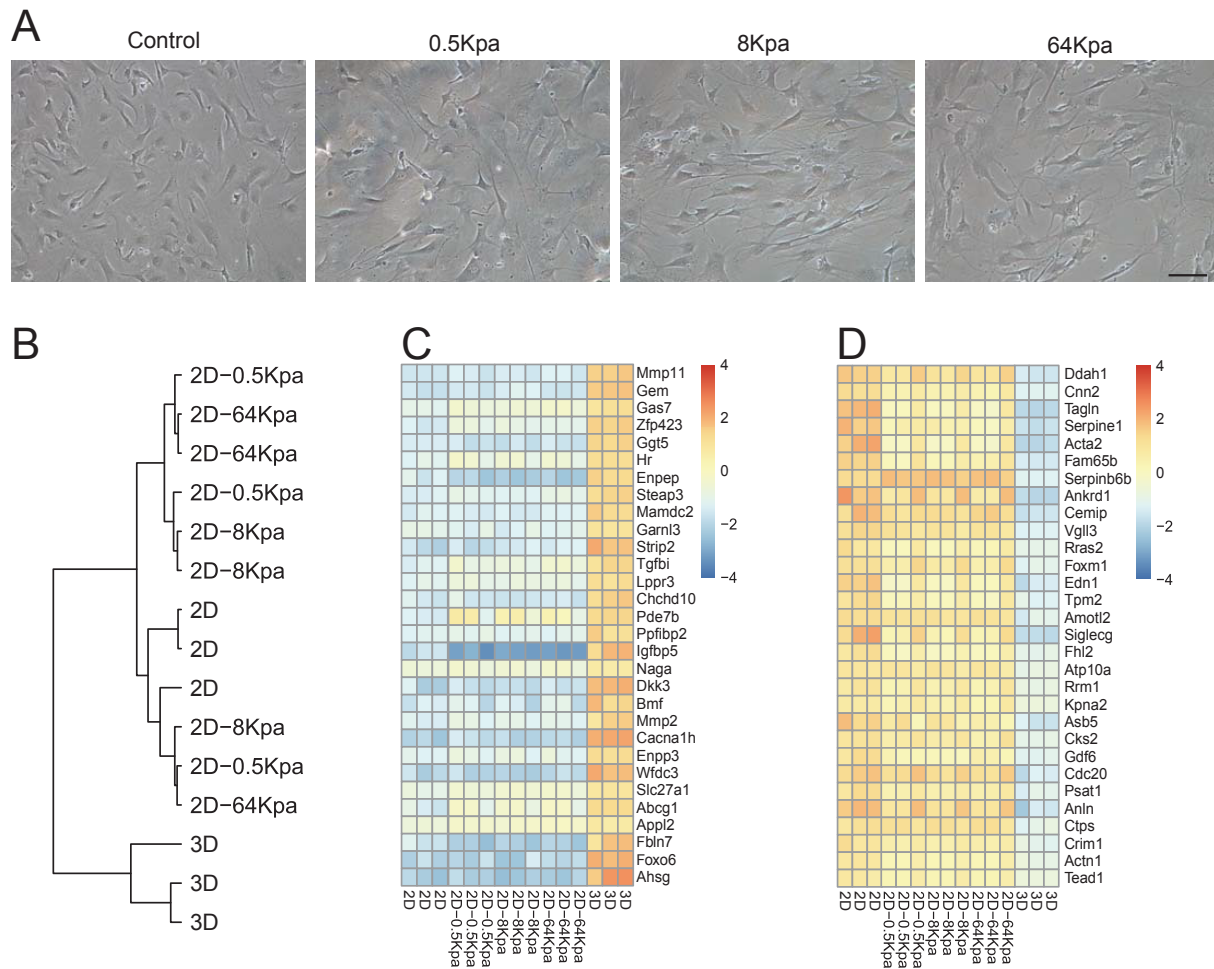 A
Control
0.5Kpa
8Kpa
64Kpa
B
2D−0.5Kpa
2D−64Kpa
2D−64Kpa
2D−0.5Kpa
2D−8Kpa
2D−8Kpa
2D
2D
2D
2D−8Kpa
2D−0.5Kpa
2D−64Kpa
3D
3D
3D
C
Mmp11
Gem
Gas7
Zfp423
Ggt5
Hr
Enpep
Steap3
Mamdc2
Garnl3
Strip2
Tgfbi
Lppr3
Chchd10
Pde7b
Ppfibp2
Igfbp5
Naga
Dkk3
Bmf
Mmp2
Cacna1h
Enpp3
Wfdc3
Slc27a1
Abcg1
Appl2
Fbln7
Foxo6
Ahsg
4
2
0
−2
−4
2D
2D
2D
2D−0.5Kpa
2D−0.5Kpa
2D−0.5Kpa
2D−8Kpa
2D−8Kpa
2D−8Kpa
2D−64Kpa
2D−64Kpa
2D−64Kpa
3D
3D
3D
D
Ddah1
Cnn2
Tagln
Serpine1
Acta2
Fam65b
Serpinb6b
Ankrd1
Cemip
Vgll3
Rras2
Foxm1
Edn1
Tpm2
Amotl2
Siglecg
Fhl2
Atp10a
Rrm1
Kpna2
Asb5
Cks2
Gdf6
Cdc20
Psat1
Anln
Ctps
Crim1
Actn1
Tead1
4
2
0
−2
−4
2D
2D
2D
2D−0.5Kpa
2D−0.5Kpa
2D−0.5Kpa
2D−8Kpa
2D−8Kpa
2D−8Kpa
2D−64Kpa
2D−64Kpa
2D−64Kpa
3D
3D
3D